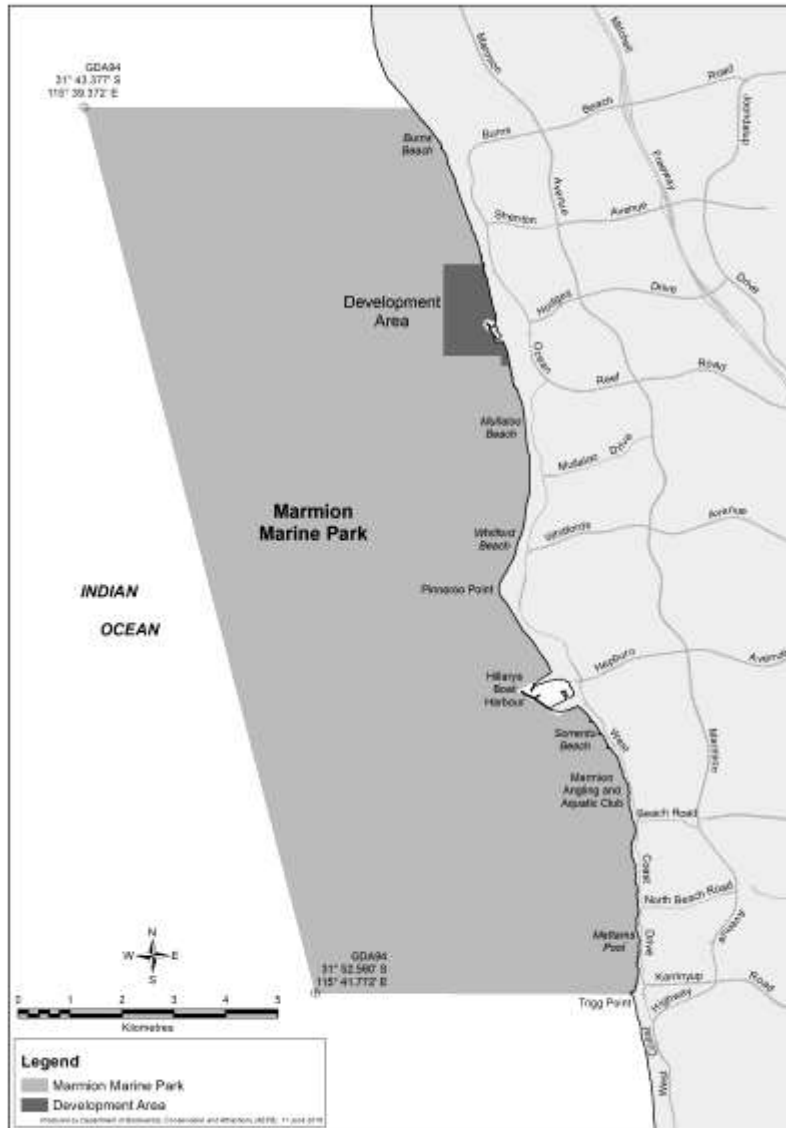 GDA94
31° 43.377' S
115° 39.372' E
Marmion
Avenue
Mitchell
Freeway
Burns
Beach
Road
Joondalup
Drive
Burns
Beach
Shenton
Avenue
Development
Area
Hodges
Drive
Ocean
Reef
Road
Mullaloo
Beach
Mullaloo
Drive
Marmion
Marine Park
Whitford
Beach
Whitfords
Avenue
Pinnaroo Point
INDIAN
OCEAN
Hepburn
Avenue
Hillarys
Boat
Harbour
West
Sorrento
Beach
Marmion
Marmion
Angling and
Aquatic Club
Beach Road
Coast
North Beach Road
Avenue
Mettams
Pool
Drive
N
W
E
S
GDA94
31° 52.560' S
115° 41.772' E
Karrinyup
Road
Trigg Point
Highway
0 1 2 3 4 5
Kilometres
Legend
Marmion Marine Park
Development Area